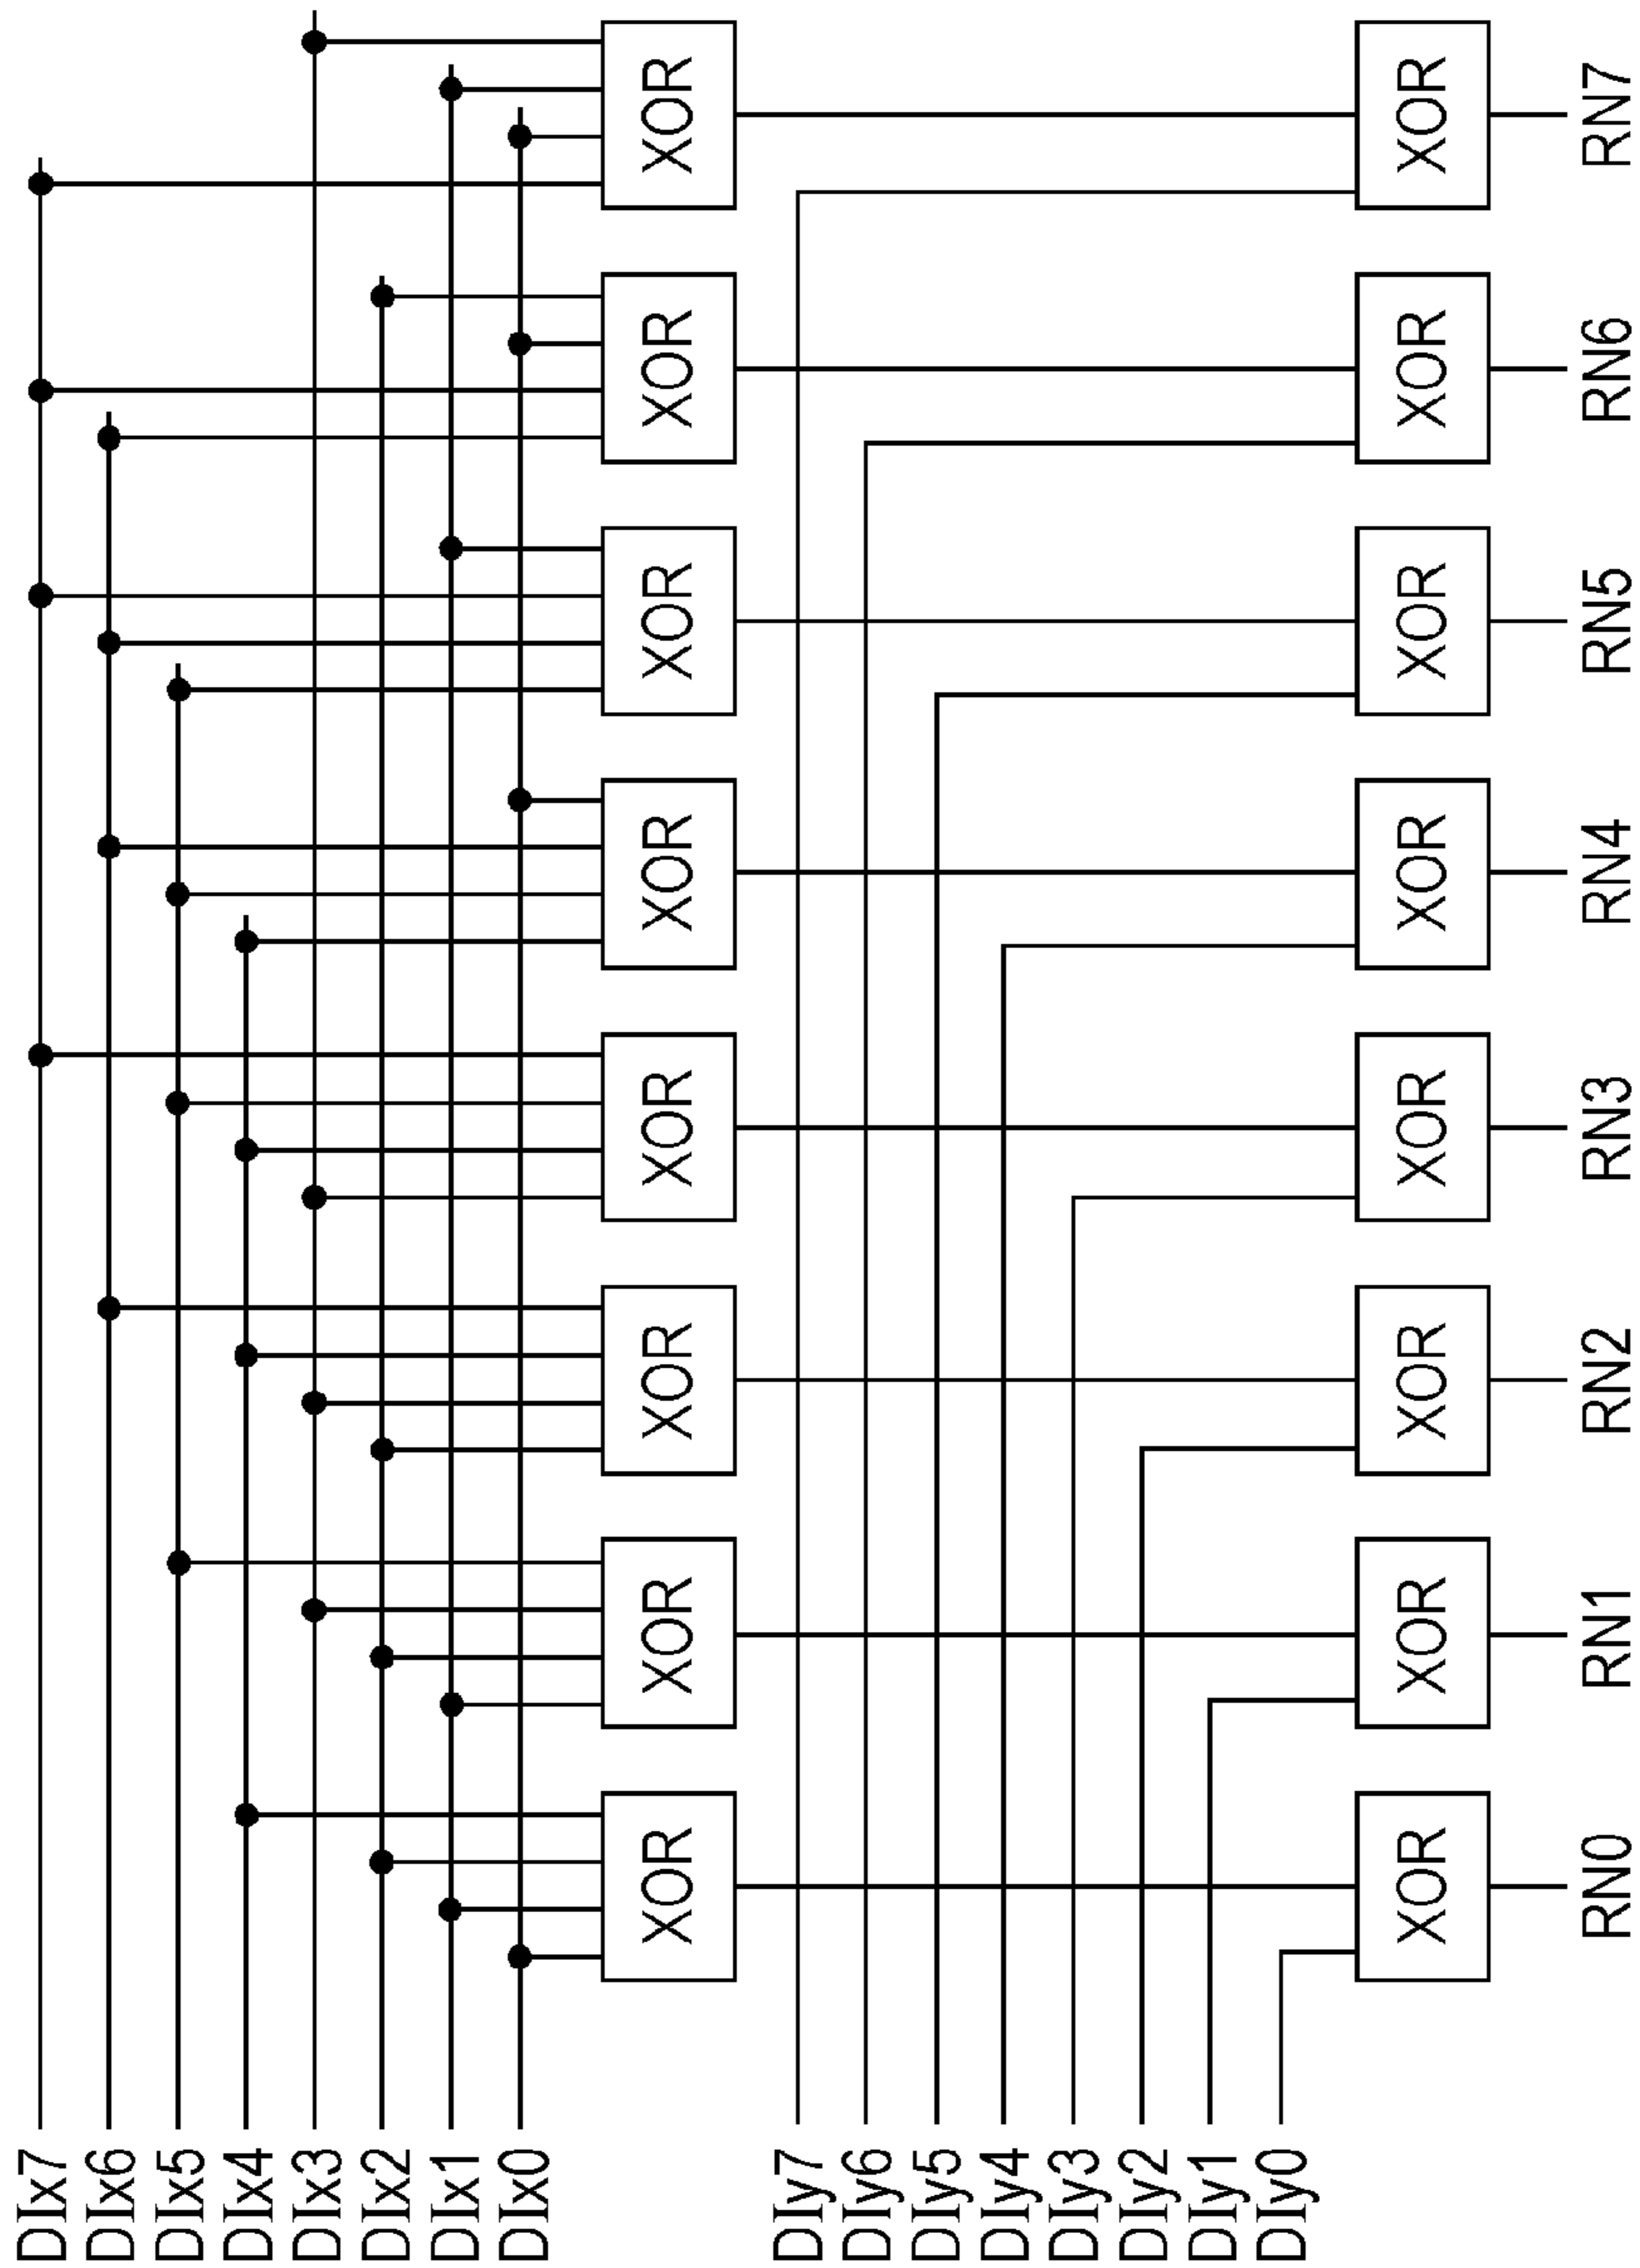 DIx7
DIx6
DIx5
DIx4
DIx3
DIx2
DIx1
DIx0
XOR
XOR
XOR
XOR
XOR
XOR
XOR
XOR
DIy7
DIy6
DIy5
DIy4
DIy3
DIy2
DIy1
DIy0
XOR
XOR
XOR
XOR
XOR
XOR
XOR
XOR
RN0
RN1
RN2
RN3
RN4
RN5
RN6
RN7